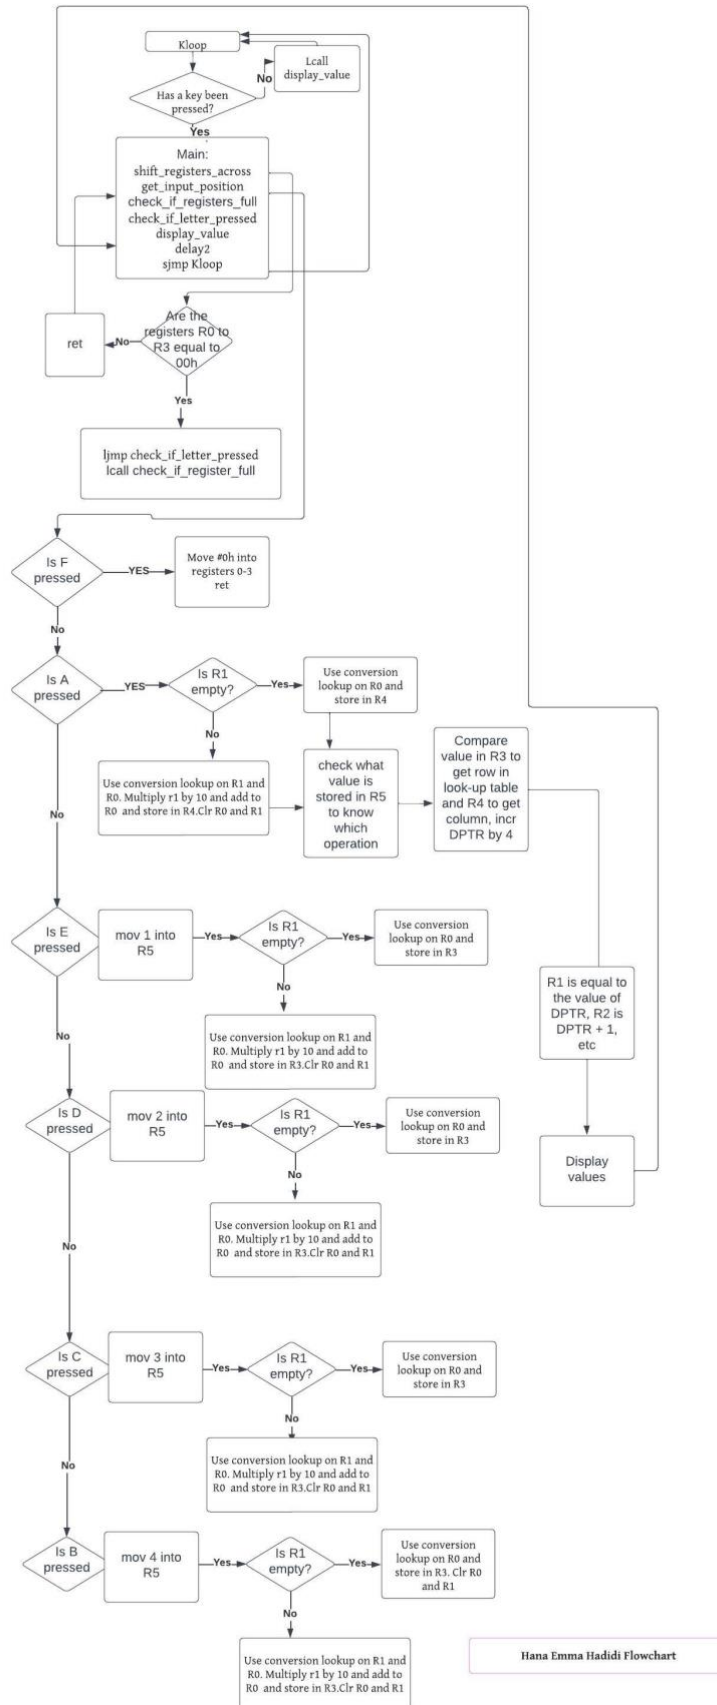 Kloop
Lcall
display_value
No
Has a key been
pressed?
Yes
Main:
shift_registers_across
get_input_position
check_if_registers_full
check_if_letter_pressed
display_value
delay2
sjmp Kloop
Are the
registers R0 to
R3 equal to
00h
No
ret
Yes
ljmp check_if_letter_pressed
lcall check_if_register_full
Is F
pressed
YES
Move #0h into
registers 0-3
ret
No
Is A
pressed
YES
Is R1
empty?
Yes
Use conversion
lookup on R0 and
store in R4
No
Use conversion lookup on R1 and
R0. Multiply r1 by 10 and add to
R0 and store in R4.Clr R0 and R1
check what
value is
stored in R5
to know
which
operation
Compare
value in R3 to
get row in
look-up table
and R4 to get
column, incr
DPTR by 4
No
Is E
pressed
mov 1 into
R5
Yes
Is R1
empty?
Yes
Use conversion
lookup on R0 and
store in R3
No
Use conversion lookup on R1 and
R0. Multiply r1 by 10 and add to
R0 and store in R3.Clr R0 and R1
R1 is equal to
the value of
DPTR, R2 is
DPTR + 1,
etc
No
Is D
pressed
mov 2 into
R5
Yes
Is R1
empty?
Yes
Use conversion
lookup on R0 and
store in R3
No
Use conversion lookup on R1 and
R0. Multiply r1 by 10 and add to
R0 and store in R3.Clr R0 and R1
Display
values
No
Is C
pressed
mov 3 into
R5
Yes
Is R1
empty?
Yes
Use conversion
lookup on R0 and
store in R3
No
Use conversion lookup on R1 and
R0. Multiply r1 by 10 and add to
R0 and store in R3.Clr R0 and R1
No
Is B
pressed
mov 4 into
R5
Yes
Is R1
empty?
Yes
Use conversion
lookup on R0 and
store in R3. Clr R0
and R1
No
Use conversion lookup on R1 and
R0. Multiply r1 by 10 and add to
R0 and store in R3.Clr R0 and R1
Hana Emma Hadidi Flowchart